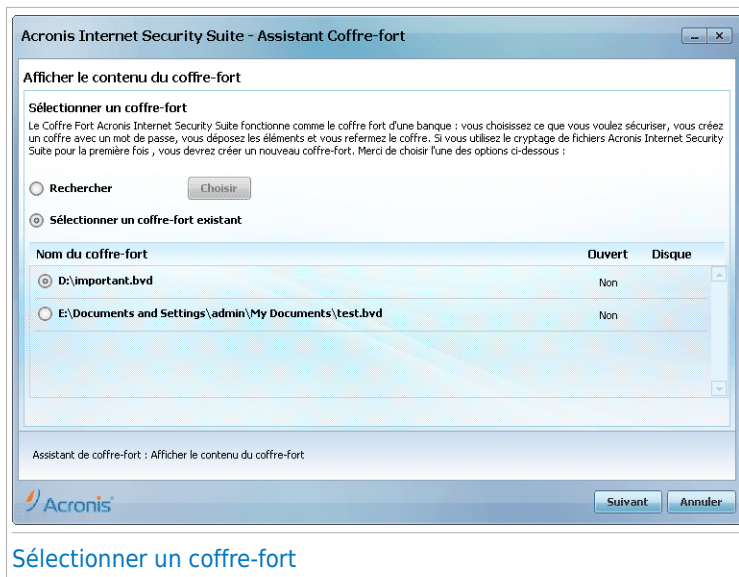 Acronis Internet Security Suite - Assistant Coffre-fort
Afficher le contenu du coffre-fort
Sélectionner un coffre-fort
Le Coffre Fort Acronis Internet Security Suite fonctionne comme le coffre fort d'une banque : vous choisissez ce que vous voulez sécuriser, vous créez
un coffre avec un mot de passe, vous déposez les éléments et vous refermez le coffre. Si vous utilisez le cryptage de fichiers Acronis Internet Security
Suite pour la première fois , vous devrez créer un nouveau coffre-fort. Merci de choisir l'une des options ci-dessous :
Rechercher Choisir
Sélectionner un coffre-fort existant
Nom du coffre-fort Ouvert Disque
D:\important.bvd Non
E:\Documents and Settings\admin\My Documents\test.bvd Non
Assistant de coffre-fort : Afficher le contenu du coffre-fort
Acronis Suivant Annuler
Sélectionner un coffre-fort